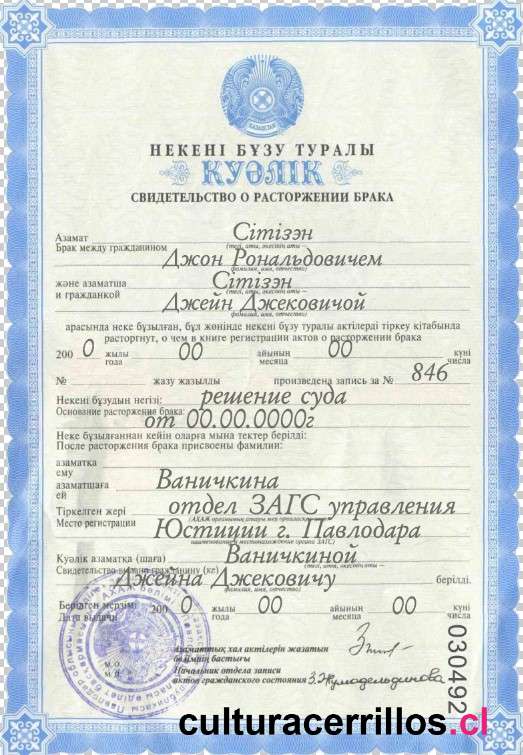 ҚАЗАҚСТАН
НЕКЕНІ БҰЗУ ТУРАЛЫ
КУӘЛІК
СВИДЕТЕЛЬСТВО О РАСТОРЖЕНИИ БРАКА
Азамат Сітізэн
Брак между гражданином (тегі, аты, әкесінің аты —
Джон Рональдовичем
фамилия, имя, отчество)
және азаматша Сітізэн
и гражданкой (тегі, аты, әкесінің аты —
Джейн Джековичой
фамилия, имя, отчество)
арасында неке бұзылған, бұл жөнінде некені бұзу туралы актілерді тіркеу кітабында
расторгнут, о чем в книге регистрации актов о расторжении брака
200 0 жылы 00 айының 00 күні
года месяца числа
№ жазу жазылды произведена запись за № 846
Некені бұзудың негізі: решение суда
Основание расторжения брака:
от 00.00.0000г
Неке бұзылғаннан кейін оларға мына тектер берілді:
После расторжения брака присвоены фамилии:
азаматқа
ему
азаматшаға Ваничкина
ей
Тіркелген жері отдел ЗАГС управления
Место регистрации
Юстиции г. Павлодара
наименование и местонахождение органа ЗАГС)
Куәлік азаматқа (шаға) Ваничкиной
Свидетельство выдано гражданину (ке) (тегі, аты, әкесінің аты —
Джейна Джековичу берілді.
фамилия, имя, отчество)
Берілген мерзімі 200 0 жылы 00 айының 00 күні
Дата выдачи года месяца числа
М.О.
М.П.
Азаматтық хал актілерін жазатын
бөлімнің бастығы
Начальник отдела записи
актов гражданского состояния
030492
culturacerrillos.cl